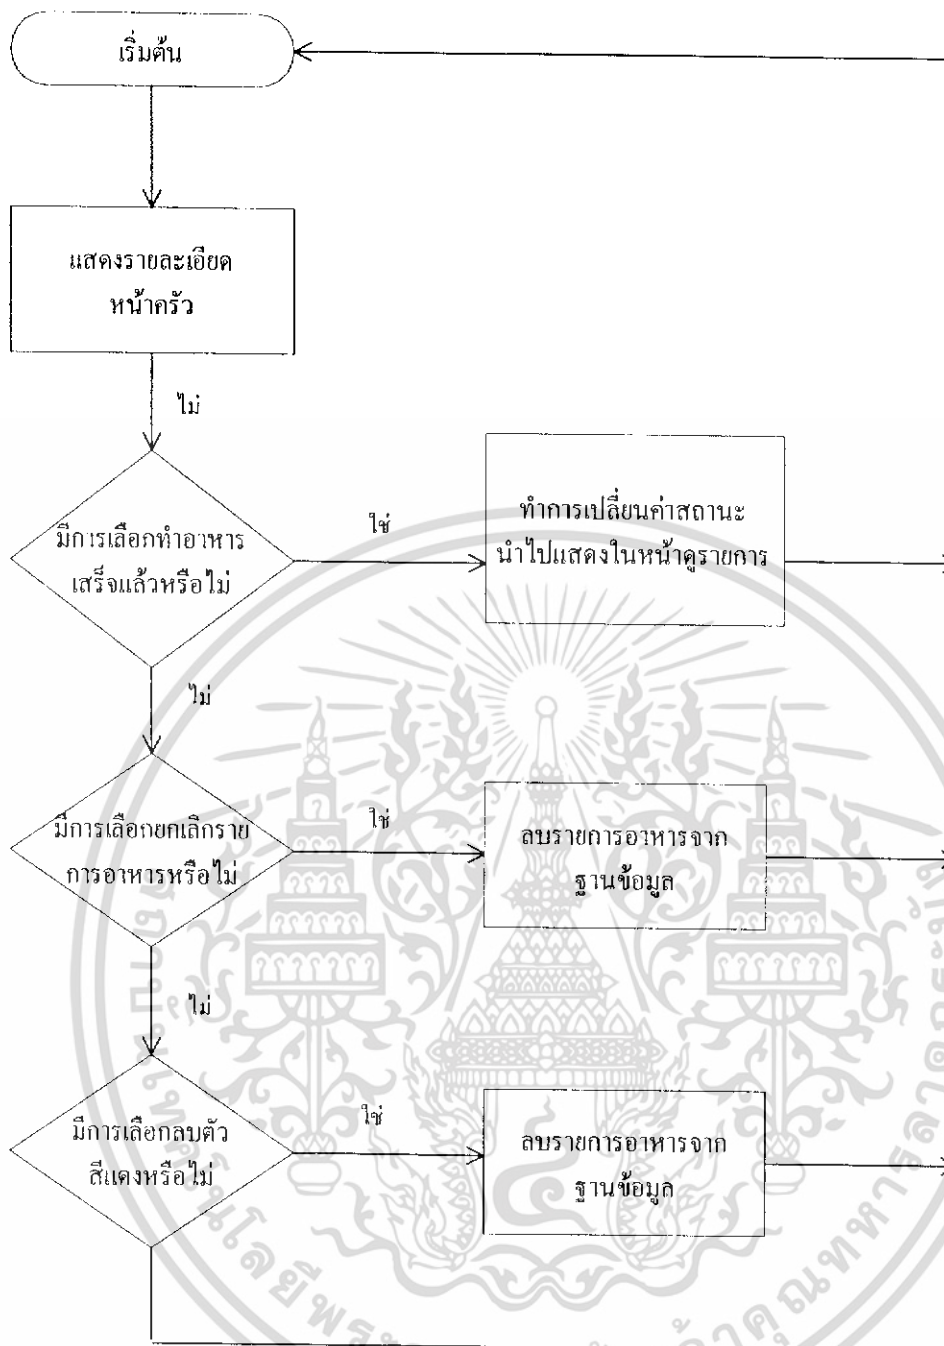 เริ่มต้น
แสดงรายละเอียด
หน้าครัว
ไม่
มีการเลือกทำอาหาร
เสร็จแล้วหรือไม่
ใช่
ทำการเปลี่ยนค่าสถานะ
นำไปแสดงในหน้าดูรายการ
ไม่
มีการเลือกยกเลิกราย
การอาหารหรือไม่
ใช่
ลบรายการอาหารจาก
ฐานข้อมูล
ไม่
มีการเลือกลบตัว
สีแดงหรือไม่
ใช่
ลบรายการอาหารจาก
ฐานข้อมูล